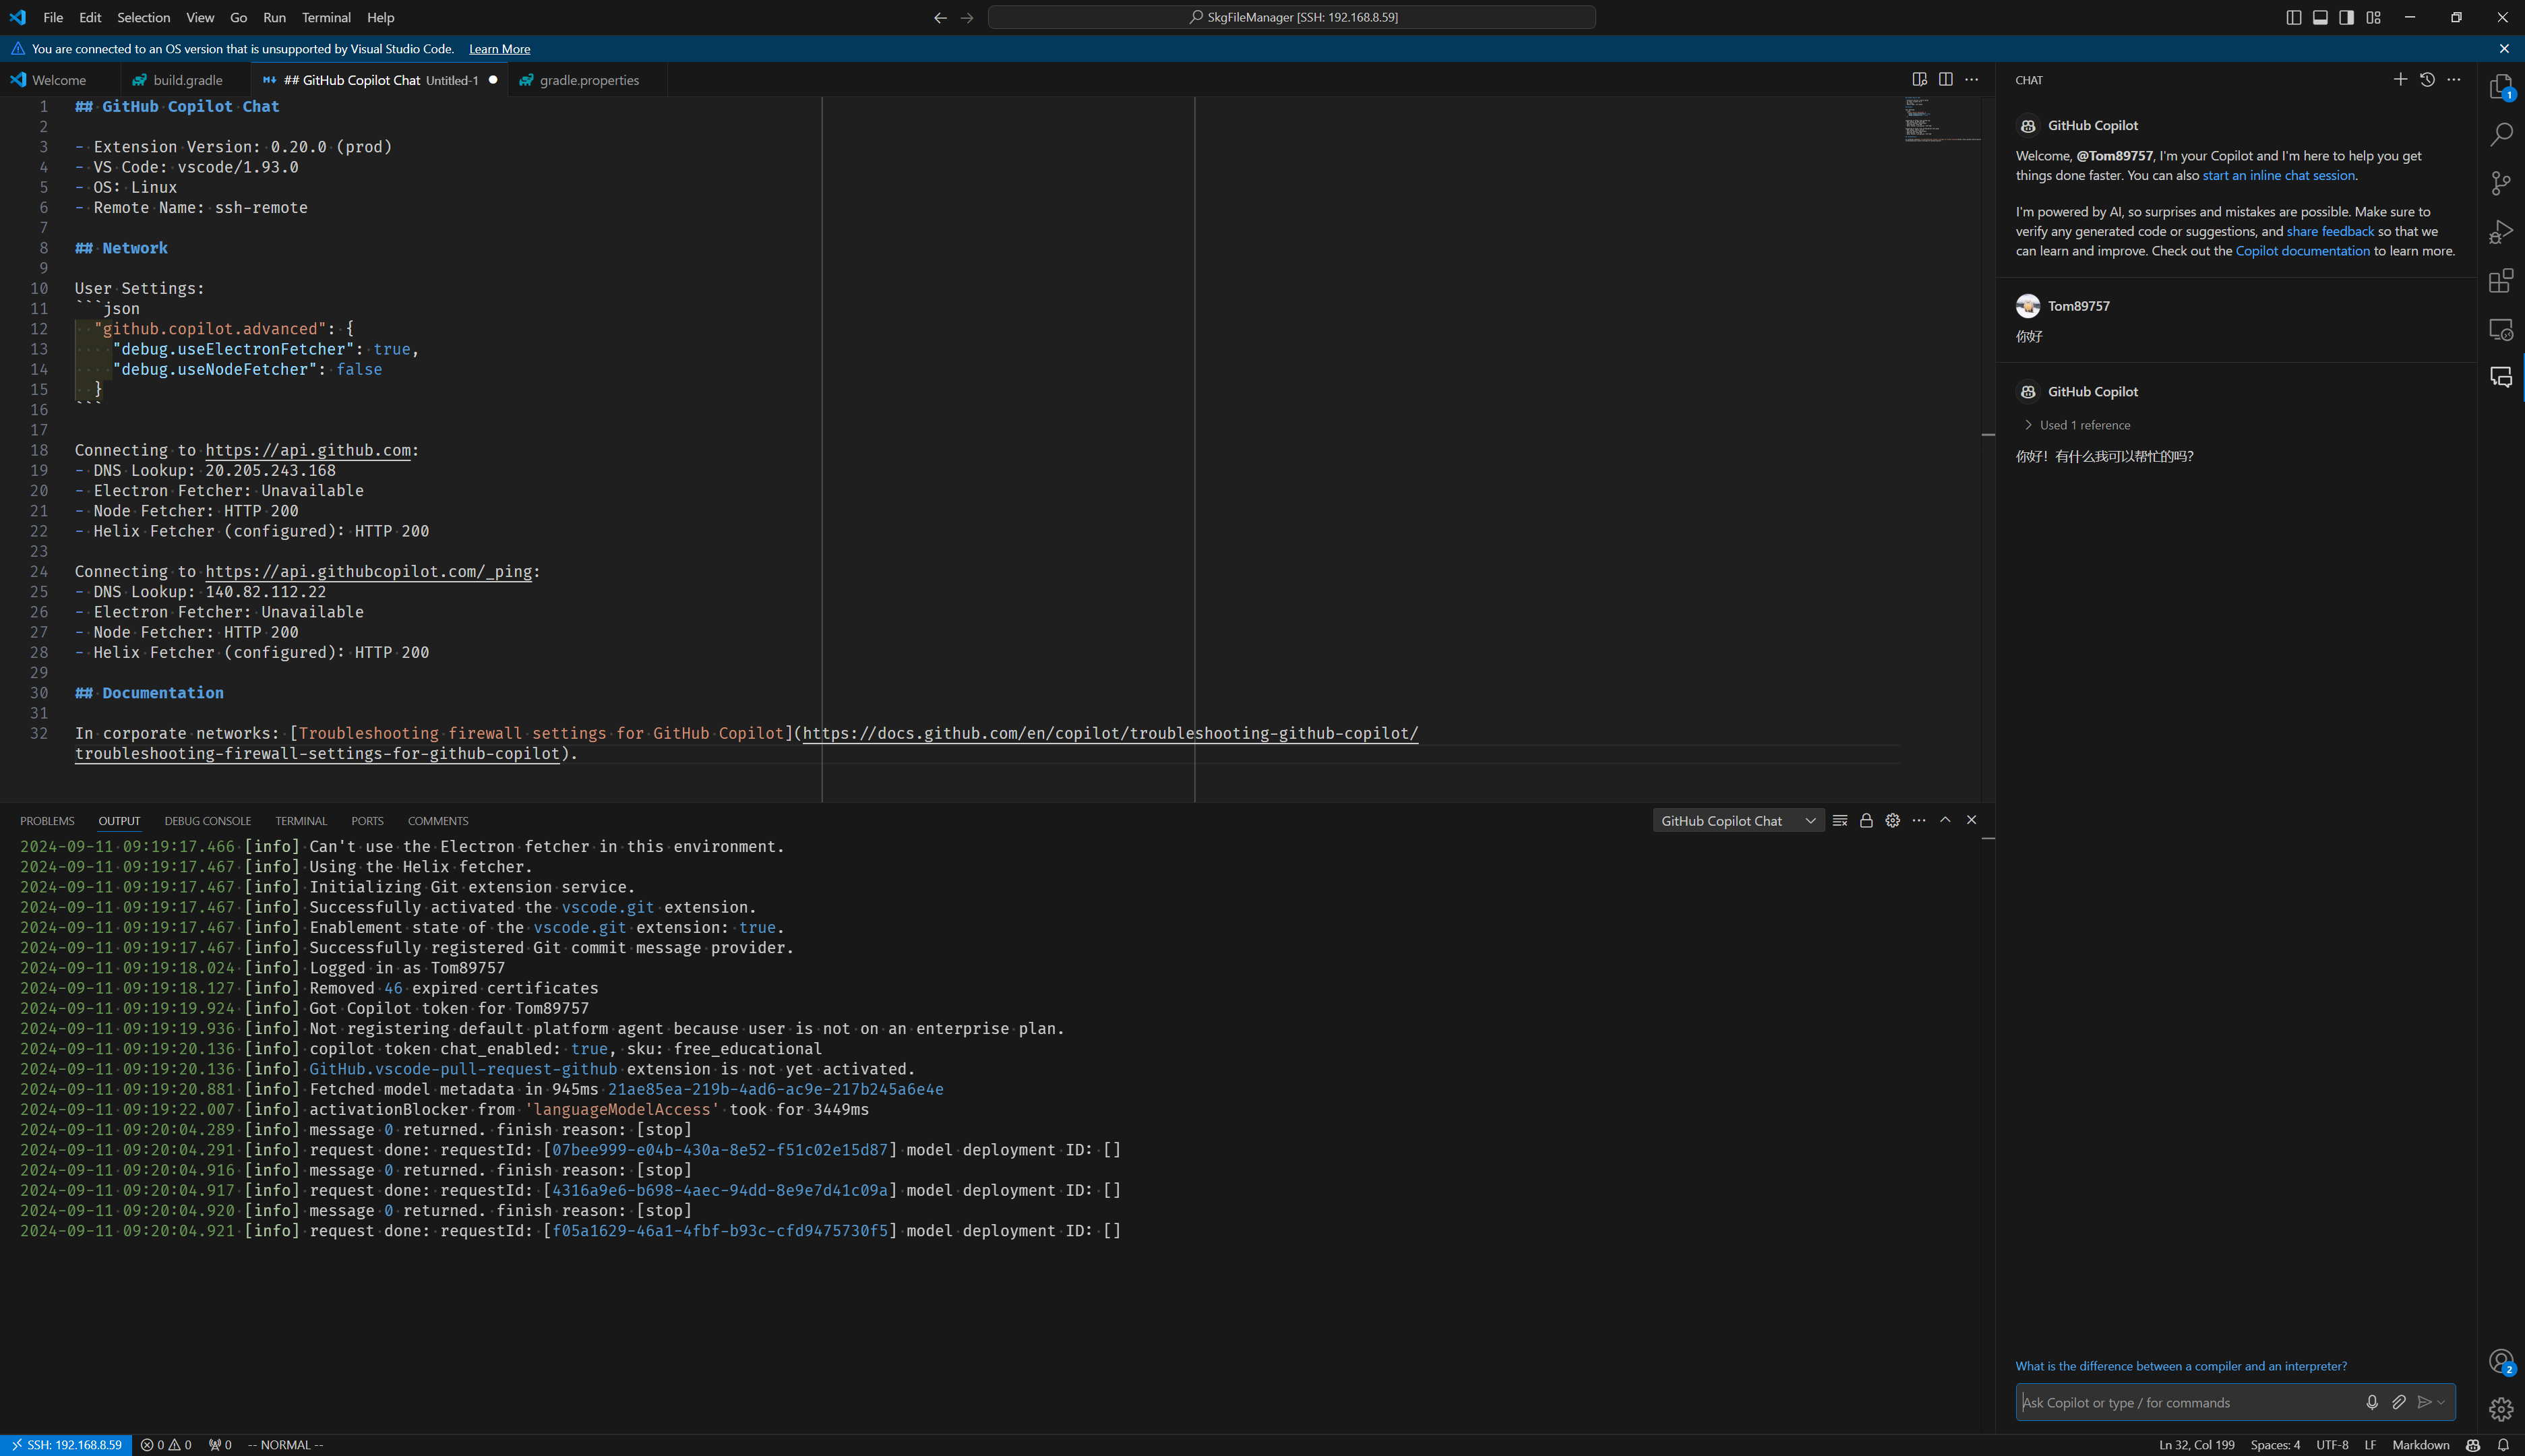 File Edit Selection View Go Run Terminal Help
SkgFileManager [SSH: 192.168.8.59]
You are connected to an OS version that is unsupported by Visual Studio Code. Learn More
Welcome
build.gradle
## GitHub Copilot Chat Untitled-1
gradle.properties
1 ## GitHub Copilot Chat
2
3 - Extension Version: 0.20.0 (prod)
4 - VS Code: vscode/1.93.0
5 - OS: Linux
6 - Remote Name: ssh-remote
7
8 ## Network
9
10 User Settings:
11 ```json
12 "github.copilot.advanced": {
13 "debug.useElectronFetcher": true,
14 "debug.useNodeFetcher": false
15 }
16 ```
17
18 Connecting to https://api.github.com:
19 - DNS Lookup: 20.205.243.168
20 - Electron Fetcher: Unavailable
21 - Node Fetcher: HTTP 200
22 - Helix Fetcher (configured): HTTP 200
23
24 Connecting to https://api.githubcopilot.com/_ping:
25 - DNS Lookup: 140.82.112.22
26 - Electron Fetcher: Unavailable
27 - Node Fetcher: HTTP 200
28 - Helix Fetcher (configured): HTTP 200
29
30 ## Documentation
31
32 In corporate networks: [Troubleshooting firewall settings for GitHub Copilot](https://docs.github.com/en/copilot/troubleshooting-github-copilot/
troubleshooting-firewall-settings-for-github-copilot).
PROBLEMS OUTPUT DEBUG CONSOLE TERMINAL PORTS COMMENTS
GitHub Copilot Chat
2024-09-11 09:19:17.466 [info] Can't use the Electron fetcher in this environment.
2024-09-11 09:19:17.467 [info] Using the Helix fetcher.
2024-09-11 09:19:17.467 [info] Initializing Git extension service.
2024-09-11 09:19:17.467 [info] Successfully activated the vscode.git extension.
2024-09-11 09:19:17.467 [info] Enablement state of the vscode.git extension: true.
2024-09-11 09:19:17.467 [info] Successfully registered Git commit message provider.
2024-09-11 09:19:18.024 [info] Logged in as Tom89757
2024-09-11 09:19:18.127 [info] Removed 46 expired certificates
2024-09-11 09:19:19.924 [info] Got Copilot token for Tom89757
2024-09-11 09:19:19.936 [info] Not registering default platform agent because user is not on an enterprise plan.
2024-09-11 09:19:20.136 [info] copilot token chat_enabled: true, sku: free_educational
2024-09-11 09:19:20.136 [info] GitHub.vscode-pull-request-github extension is not yet activated.
2024-09-11 09:19:20.881 [info] Fetched model metadata in 945ms 21ae85ea-219b-4ad6-ac9e-217b245a6e4e
2024-09-11 09:19:22.007 [info] activationBlocker from 'languageModelAccess' took for 3449ms
2024-09-11 09:20:04.289 [info] message 0 returned. finish reason: [stop]
2024-09-11 09:20:04.291 [info] request done: requestId: [07bee999-e04b-430a-8e52-f51c02e15d87] model deployment ID: []
2024-09-11 09:20:04.916 [info] message 0 returned. finish reason: [stop]
2024-09-11 09:20:04.917 [info] request done: requestId: [4316a9e6-b698-4aec-94dd-8e9e7d41c09a] model deployment ID: []
2024-09-11 09:20:04.920 [info] message 0 returned. finish reason: [stop]
2024-09-11 09:20:04.921 [info] request done: requestId: [f05a1629-46a1-4fbf-b93c-cfd9475730f5] model deployment ID: []
CHAT
GitHub Copilot
Welcome, @Tom89757, I'm your Copilot and I'm here to help you get
things done faster. You can also start an inline chat session.
I'm powered by AI, so surprises and mistakes are possible. Make sure to
verify any generated code or suggestions, and share feedback so that we
can learn and improve. Check out the Copilot documentation to learn more.
Tom89757
你好
GitHub Copilot
Used 1 reference
你好！有什么我可以帮忙的吗？
What is the difference between a compiler and an interpreter?
Ask Copilot or type / for commands
1
2
SSH: 192.168.8.59 0 0 0 -- NORMAL --
Ln 32, Col 199 Spaces: 4 UTF-8 LF Markdown